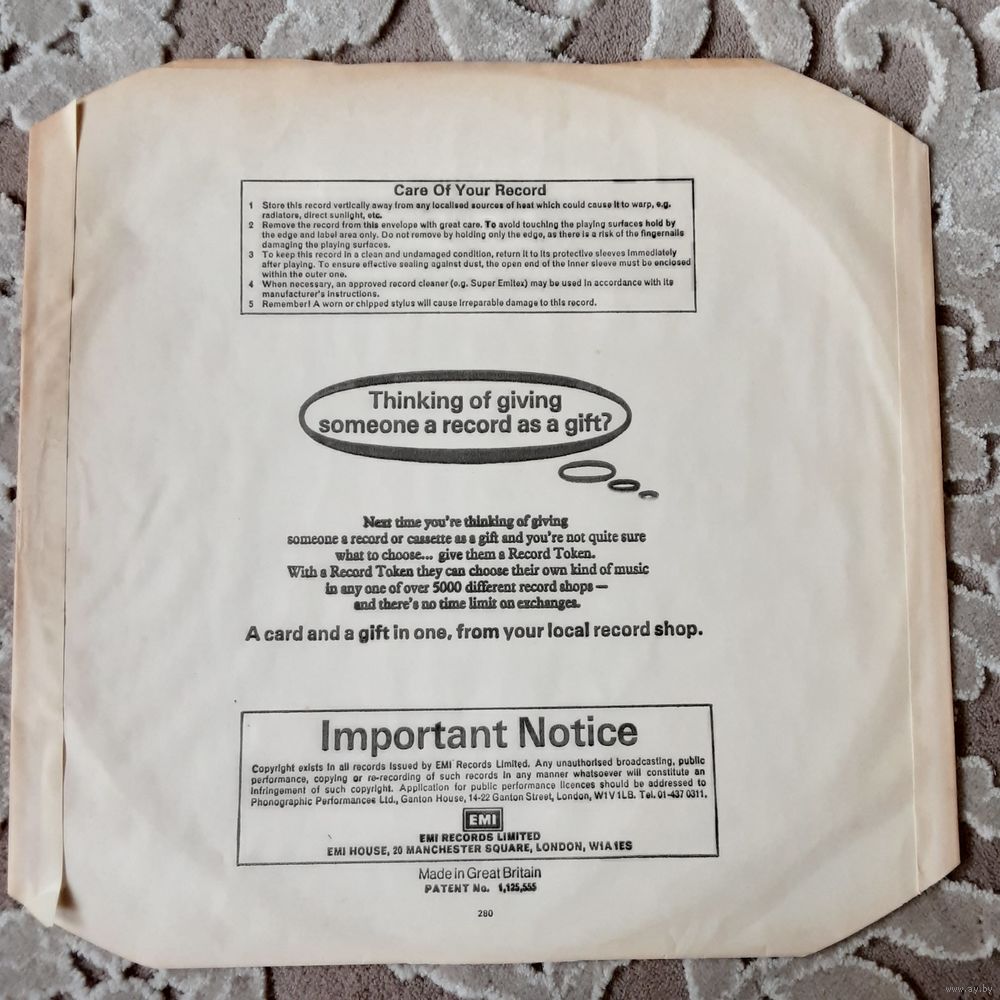 Care Of Your Record
1 Store this record vertically away from any localised sources of heat which could cause it to warp, e.g.
radiators, direct sunlight, etc.
2 Remove the record from this envelope with great care. To avoid touching the playing surfaces hold by
the edge and label area only. Do not remove by holding only the edge, as there is a risk of the fingernails
damaging the playing surfaces.
3 To keep this record in a clean and undamaged condition, return it to its protective sleeves immediately
after playing. To ensure effective sealing against dust, the open end of the inner sleeve must be enclosed
within the outer one.
4 When necessary, an approved record cleaner (e.g. Super Emitex) may be used in accordance with its
manufacturer's instructions.
5 Remember! A worn or chipped stylus will cause irreparable damage to this record.
Thinking of giving
someone a record as a gift?
Next time you're thinking of giving
someone a record or cassette as a gift and you're not quite sure
what to choose... give them a Record Token.
With a Record Token they can choose their own kind of music
in any one of over 5000 different record shops —
and there's no time limit on exchanges.
A card and a gift in one, from your local record shop.
Important Notice
Copyright exists in all records issued by EMI Records Limited. Any unauthorised broadcasting, public
performance, copying or re-recording of such records in any manner whatsoever will constitute an
infringement of such copyright. Application for public performance licences should be addressed to
Phonographic Performances Ltd., Ganton House, 14-22 Ganton Street, London, W1V 1LB. Tel. 01-437 0311.
EMI
EMI RECORDS LIMITED
EMI HOUSE, 20 MANCHESTER SQUARE, LONDON, W1A 1ES
Made in Great Britain
PATENT No. 1,125,555
280
www.ay.by